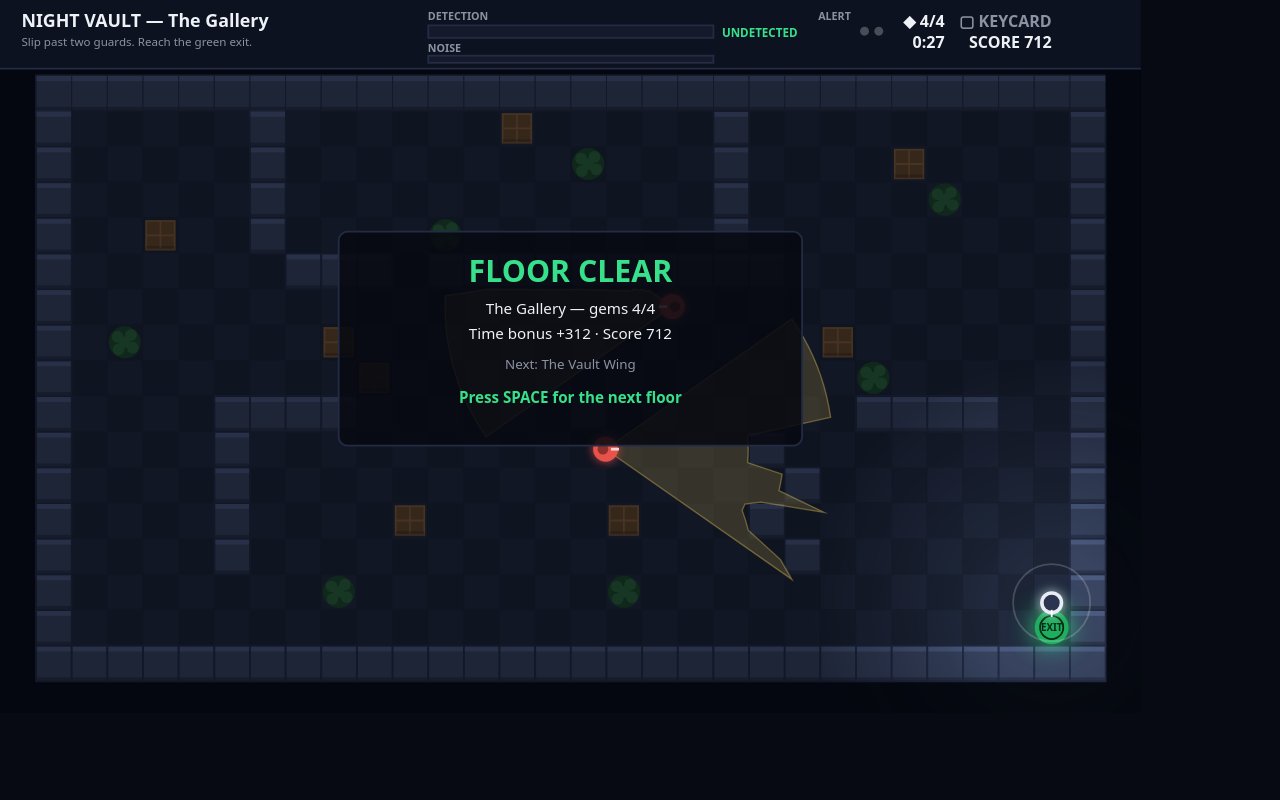 NIGHT VAULT — The Gallery
Slip past two guards. Reach the green exit.
DETECTION
UNDETECTED
NOISE
ALERT
◆ 4/4
▢ KEYCARD
0:27
SCORE 712
FLOOR CLEAR
The Gallery — gems 4/4
Time bonus +312 · Score 712
Next: The Vault Wing
Press SPACE for the next floor
EXIT